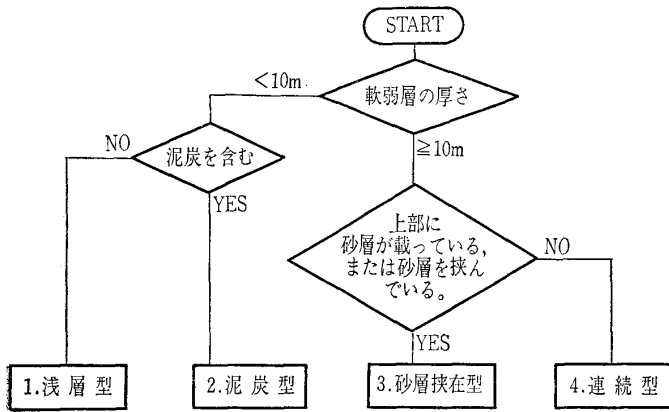 START
軟弱層の厚さ
<10m
≧10m
泥炭を含む
NO
YES
上部に
砂層が載っている,
または砂層を挟ん
でいる。
NO
YES
1.浅層型
2.泥炭型
3.砂層挟在型
4.連続型